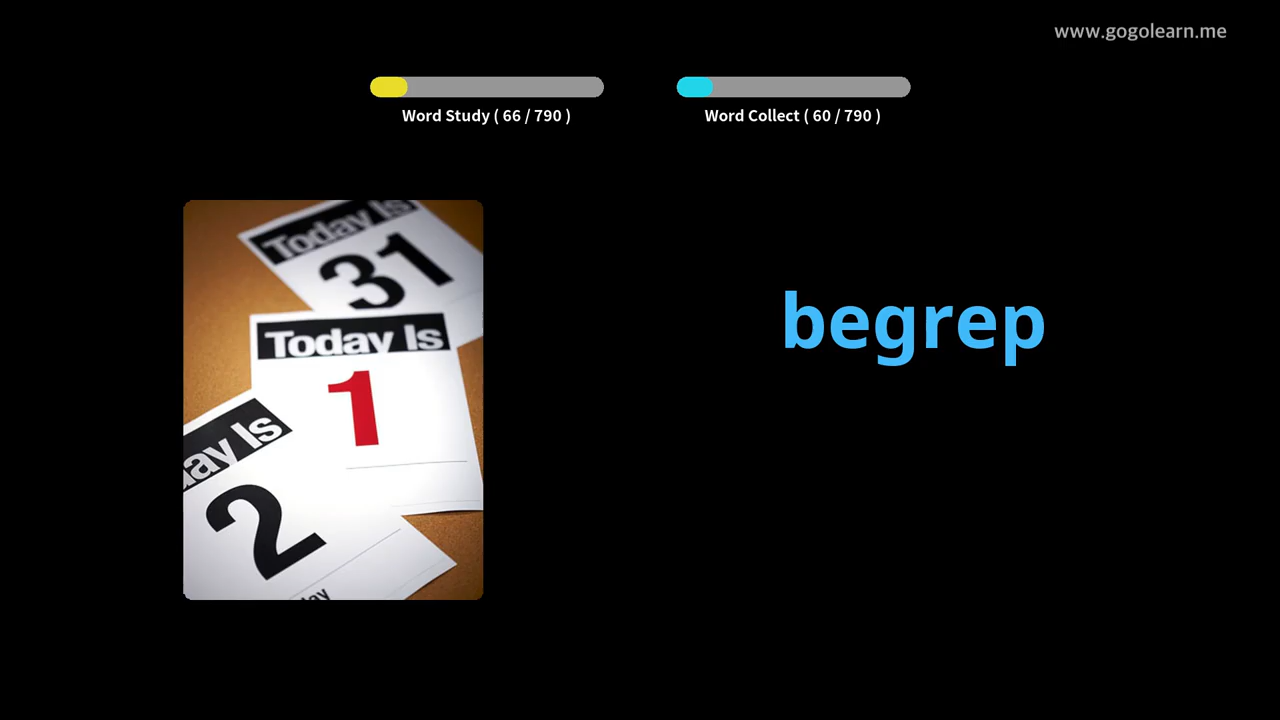 www.gogolearn.me
Word Study ( 66 / 790 )
Word Collect ( 60 / 790 )
Today Is
31
Today Is
1
ay Is
2
day
begrep